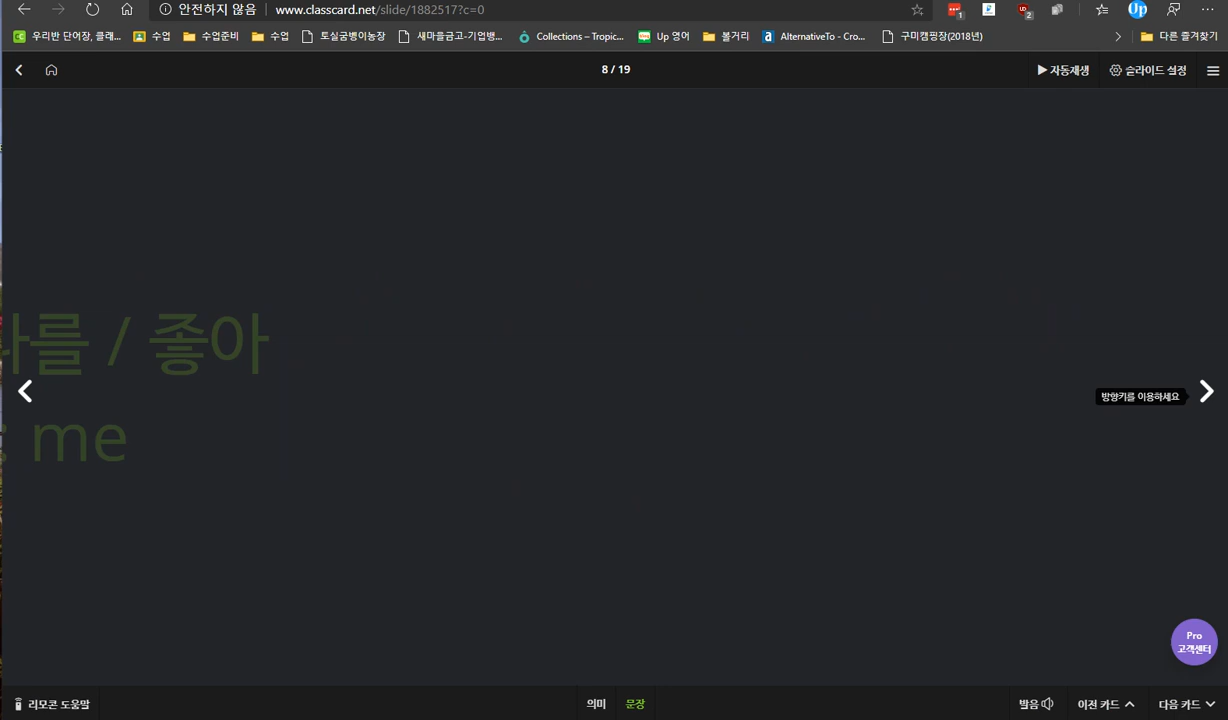 안전하지 않음 www.classcard.net/slide/1882517?c=0
1
2
Up
우리반 단어장, 클래... 수업 수업준비 수업 토실굼벵이농장 새마을금고-기업뱅... Collections – Tropic... Up 영어 볼거리 AlternativeTo - Cro... 구미캠핑장(2018년) 다른 즐겨찾기
8 / 19 자동재생 슬라이드 설정
나를 / 좋아
me
방향키를 이용하세요
Pro
고객센터
리모콘 도움말 의미 문장 발음 이전 카드 다음 카드